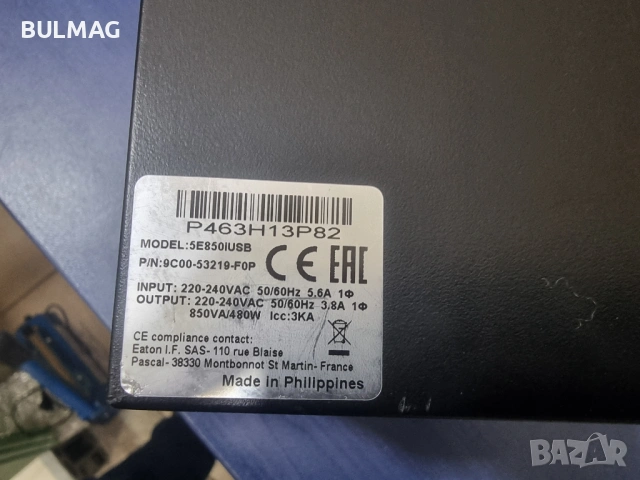 BULMAG
P463H13P82
MODEL:5E850IUSB
P/N:9C00-53219-F0P
CE EAC
INPUT: 220-240VAC 50/60Hz 5.6A 1Φ
OUTPUT: 220-240VAC 50/60Hz 3.8A 1Φ
850VA/480W Icc:3KA
CE compliance contact:
Eaton I.F. SAS- 110 rue Blaise
Pascal- 38330 Montbonnot St Martin- France
Made in Philippines
BAZAR